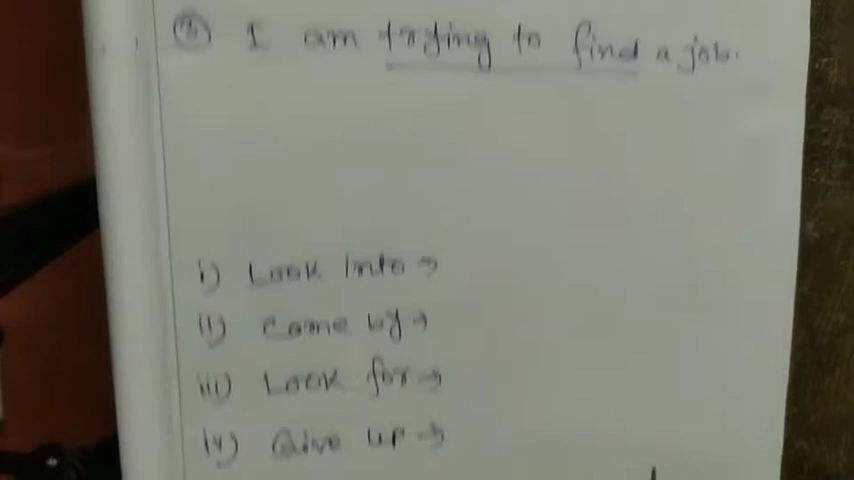 I am trying to find a job.
i) Look into →
ii) Come by →
iii) Look for →
iv) Give up →